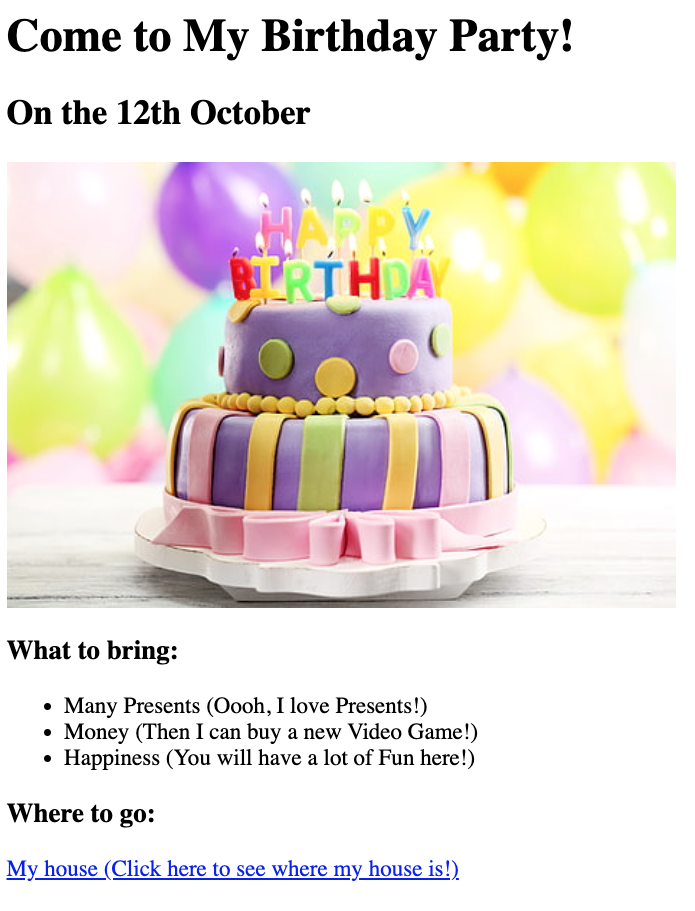 Come to My Birthday Party!
On the 12th October
HAPPY
BIRTHDAY
What to bring:
Many Presents (Oooh, I love Presents!)
Money (Then I can buy a new Video Game!)
Happiness (You will have a lot of Fun here!)
Where to go:
My house (Click here to see where my house is!)